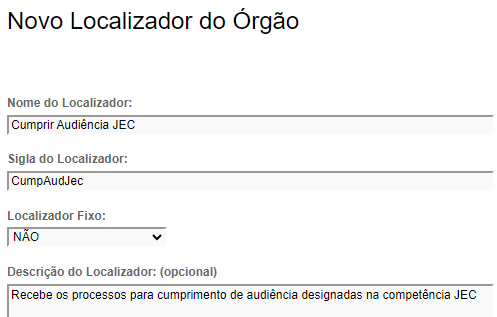 Novo Localizador do Órgão
Nome do Localizador:
Cumprir Audiência JEC
Sigla do Localizador:
CumpAudJec
Localizador Fixo:
NÃO
Descrição do Localizador: (opcional)
Recebe os processos para cumprimento de audiência designadas na competência JEC